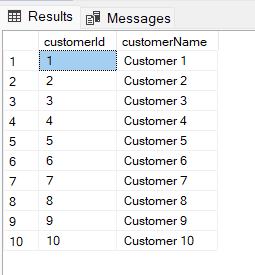 Results Messages
customerId customerName
1 1 Customer 1
2 2 Customer 2
3 3 Customer 3
4 4 Customer 4
5 5 Customer 5
6 6 Customer 6
7 7 Customer 7
8 8 Customer 8
9 9 Customer 9
10 10 Customer 10